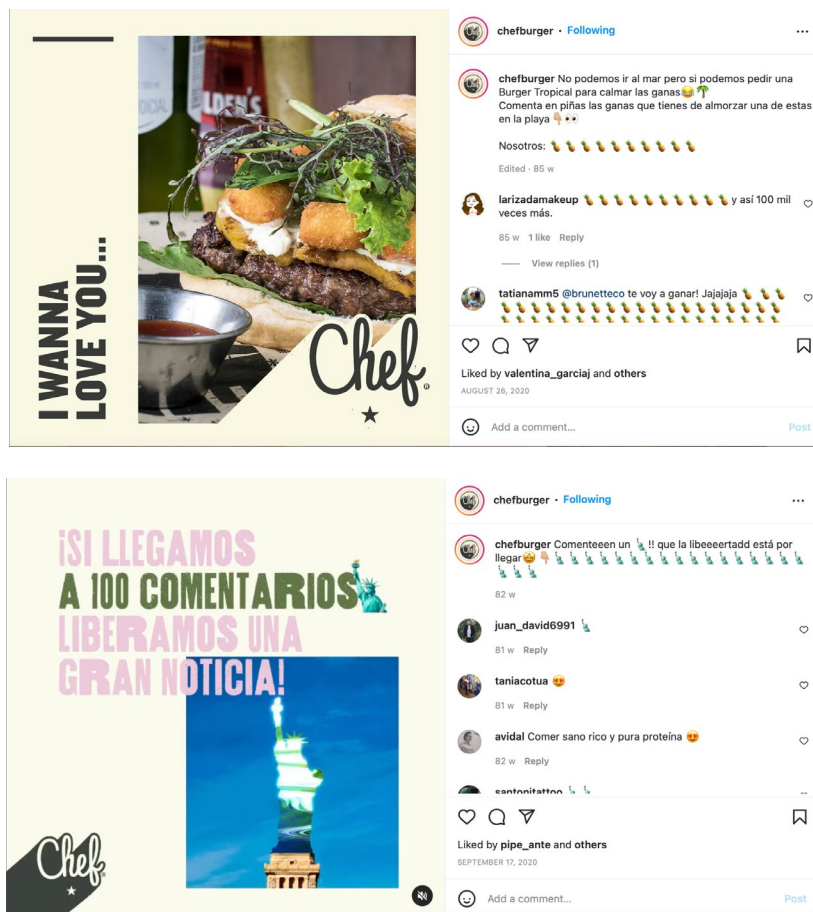 I WANNA
LOVE YOU...
LDEN'S
Chef
chefburger • Following
chefburger No podemos ir al mar pero si podemos pedir una
Burger Tropical para calmar las ganas😂🌴
Comenta en piñas las ganas que tienes de almorzar una de estas
en la playa 👇🏼👀
Nosotros: 🍍🍍🍍🍍🍍🍍🍍🍍🍍🍍
Edited · 85 w
larizadamakeup 🍍🍍🍍🍍🍍🍍🍍🍍🍍🍍y así 100 mil
veces más.
85 w 1 like Reply
View replies (1)
tatianamm5 @brunetteco te voy a ganar! Jajajaja 🍍🍍🍍
Liked by valentina_garciaj and others
AUGUST 26, 2020
Add a comment...
Post
¡SI LLEGAMOS
A 100 COMENTARIOS🗽
LIBERAMOS UNA
GRAN NOTICIA!
Chef
chefburger • Following
chefburger Comenteeen un 🗽!! que la libeeeertadd está por
llegar🤩👇🏼🗽🗽🗽🗽🗽🗽🗽🗽🗽🗽🗽🗽🗽🗽🗽🗽🗽
🗽🗽🗽
82 w
juan_david6991 🗽
81 w Reply
taniacotua 😍
81 w Reply
avidal Comer sano rico y pura proteína 😍
82 w Reply
santonitattoo 🗽🗽
Liked by pipe_ante and others
SEPTEMBER 17, 2020
Add a comment...
Post